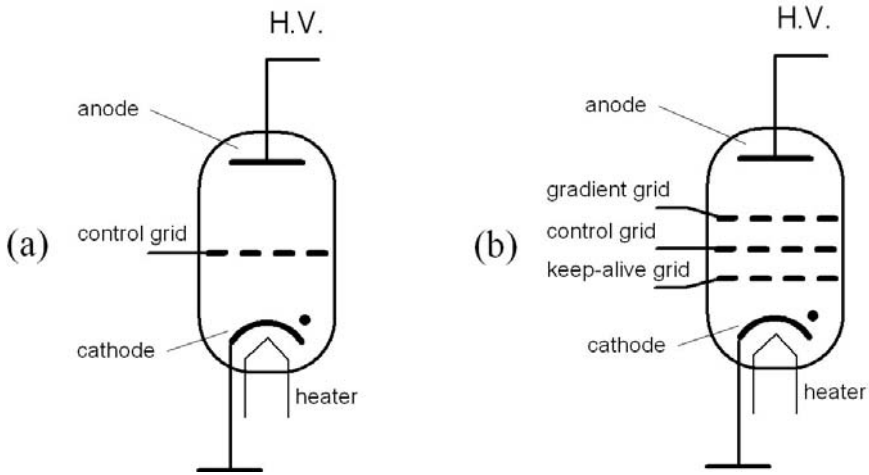 (a)
H.V.
anode
control grid
cathode
heater
(b)
H.V.
anode
gradient grid
control grid
keep-alive grid
cathode
heater